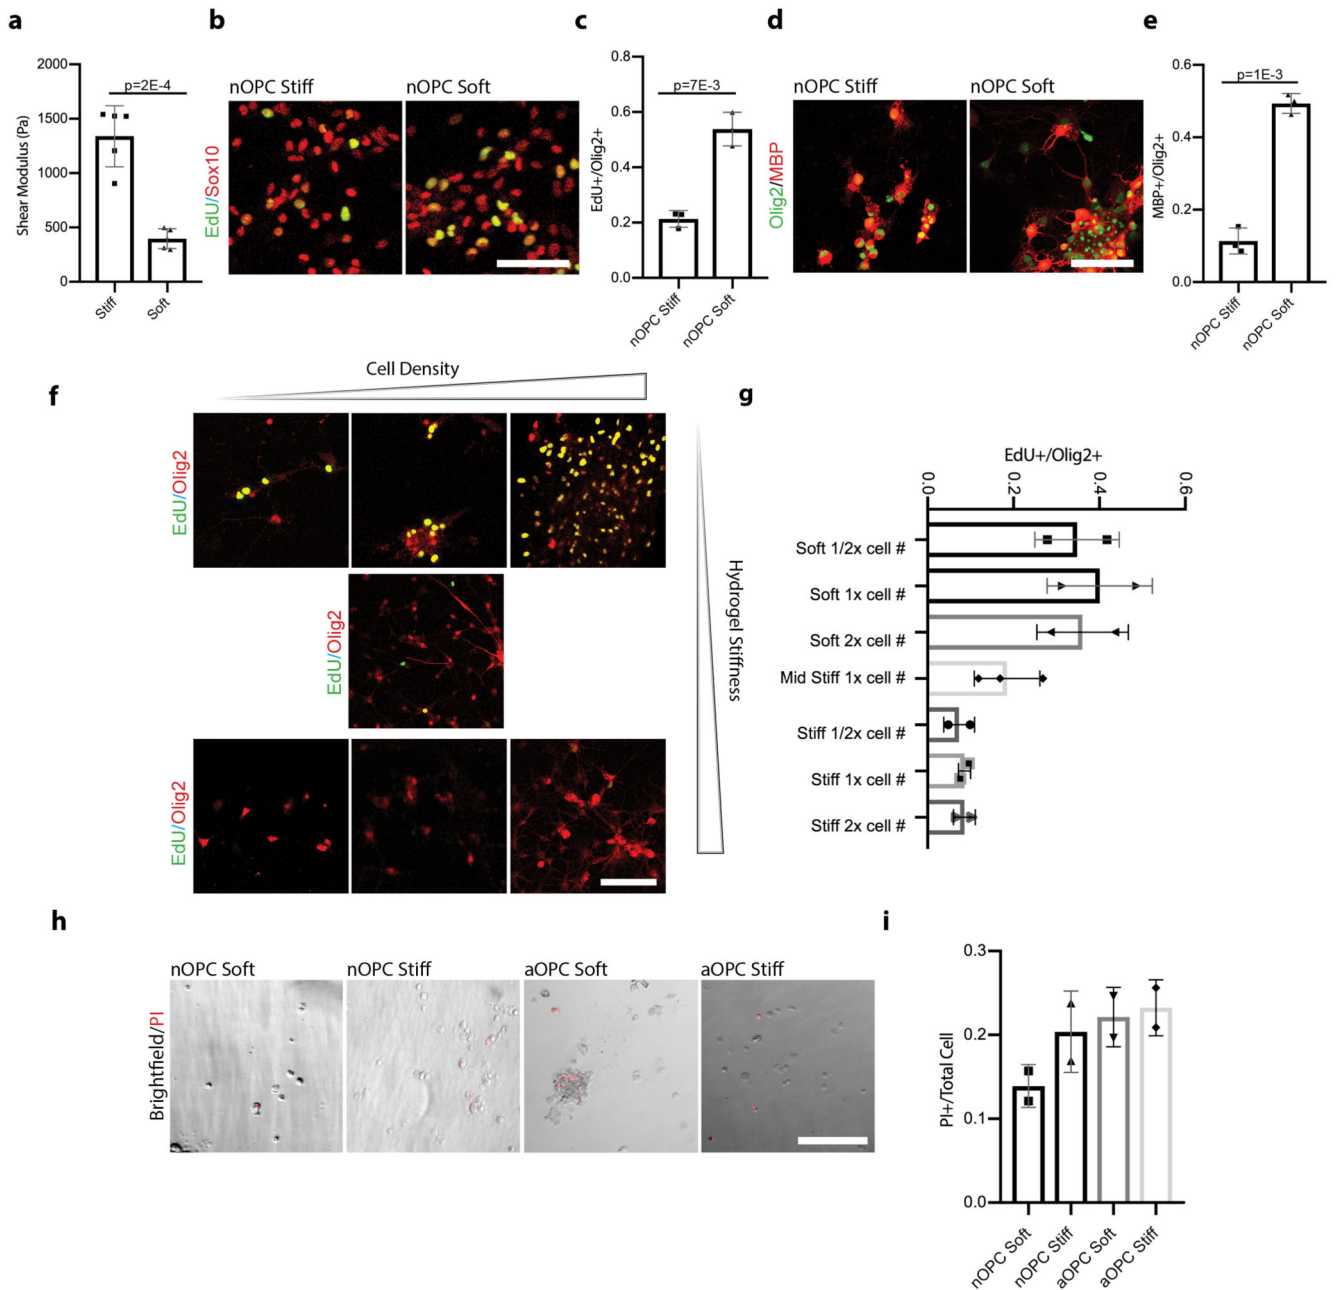 a
Shear Modulus (Pa)
2000
1500
1000
500
0
p=2E-4
Stiff
Soft
b
nOPC Stiff
nOPC Soft
EdU/Sox10
c
EdU+/Olig2+
0.8
0.6
0.4
0.2
0.0
p=7E-3
nOPC Stiff
nOPC Soft
d
nOPC Stiff
nOPC Soft
Olig2/MBP
e
MBP+/Olig2+
0.6
0.4
0.2
0.0
p=1E-3
nOPC Stiff
nOPC Soft
f
Cell Density
EdU/Olig2
EdU/Olig2
EdU/Olig2
Hydrogel Stiffness
g
EdU+/Olig2+
0.0
0.2
0.4
0.6
Soft 1/2x cell #
Soft 1x cell #
Soft 2x cell #
Mid Stiff 1x cell #
Stiff 1/2x cell #
Stiff 1x cell #
Stiff 2x cell #
h
nOPC Soft
nOPC Stiff
aOPC Soft
aOPC Stiff
Brightfield/PI
i
PI+/Total Cell
0.3
0.2
0.1
0.0
nOPC Soft
nOPC Stiff
aOPC Soft
aOPC Stiff